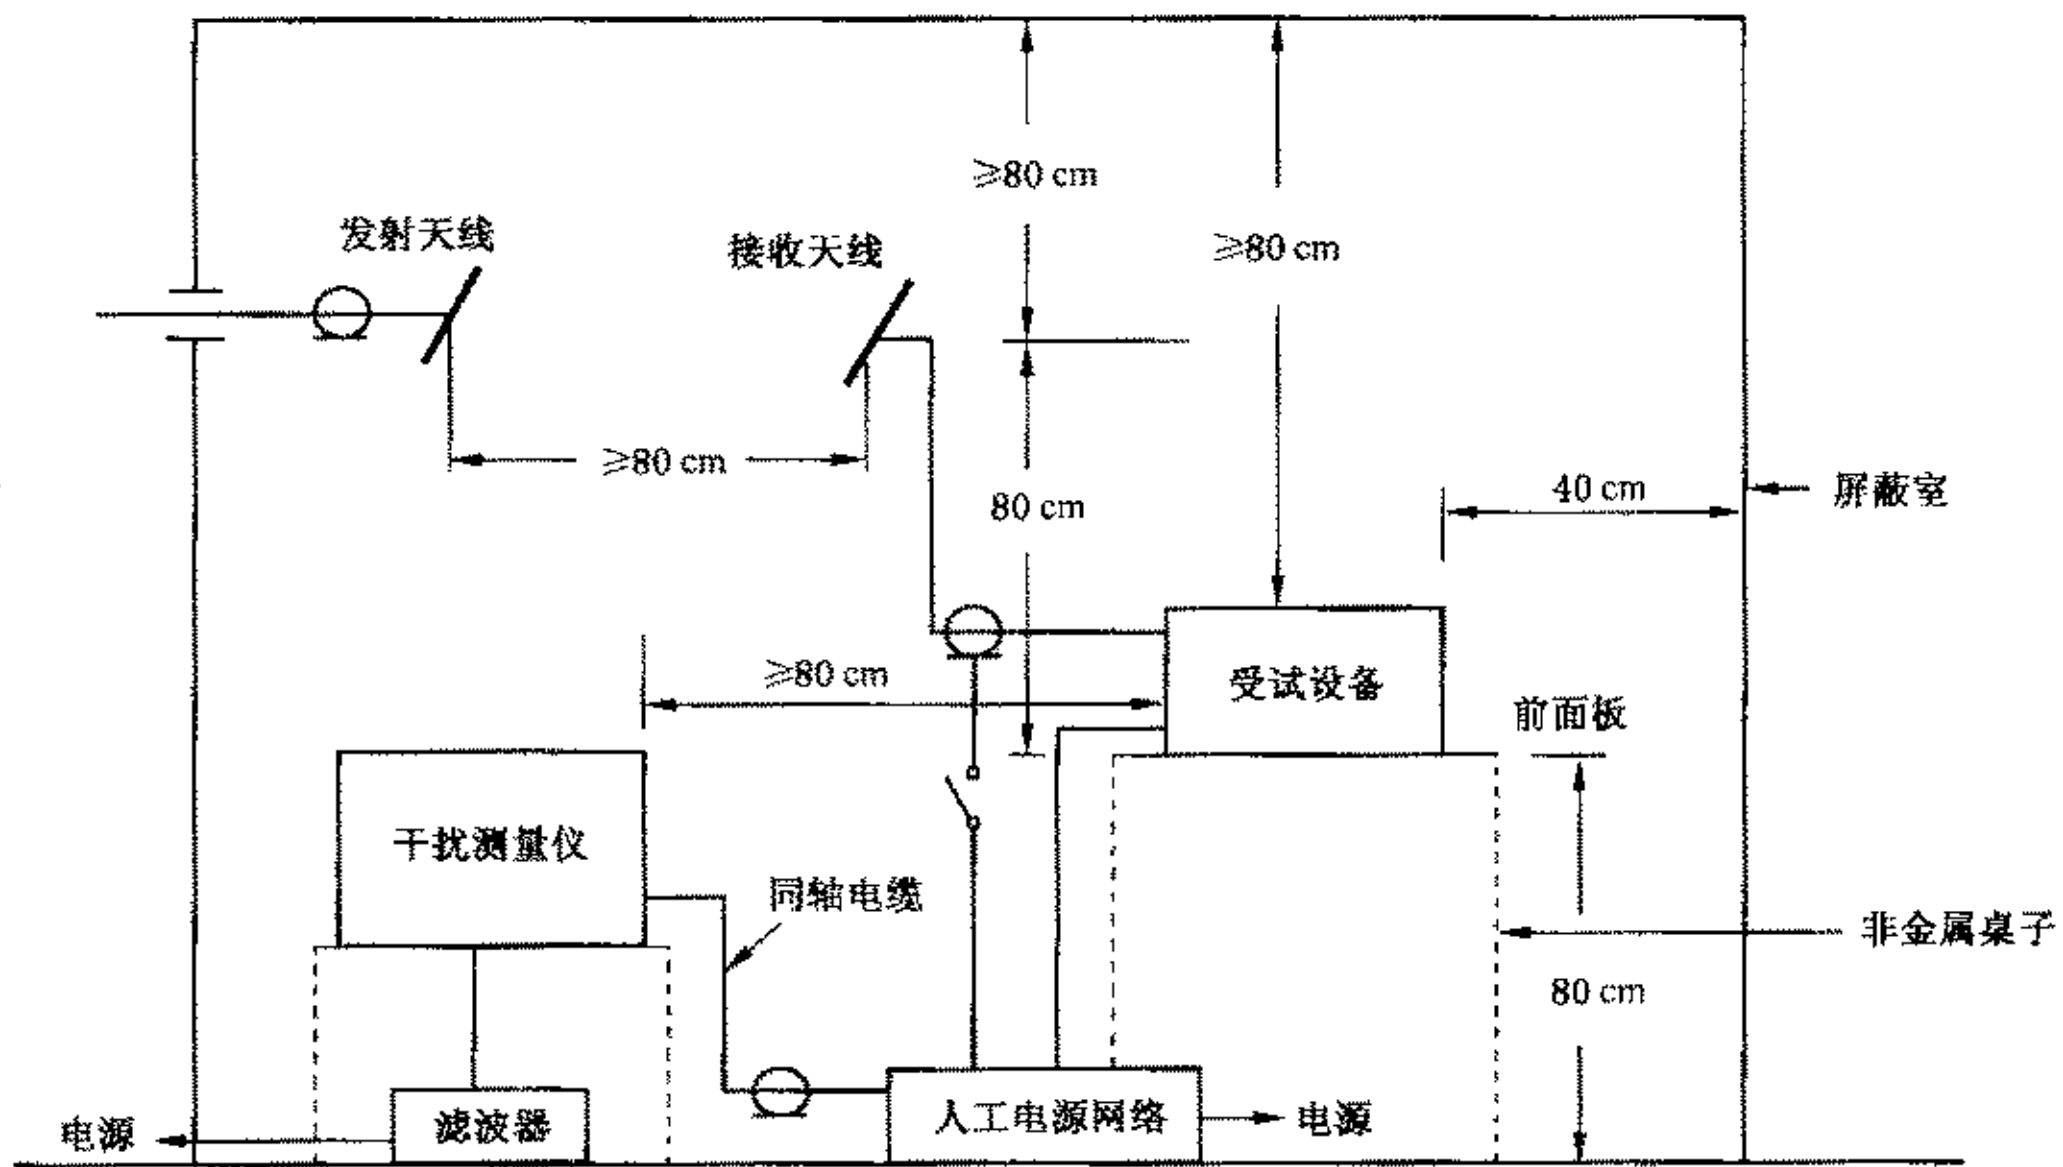 ≥80 cm
发射天线
接收天线
≥80 cm
≥80 cm
80 cm
40 cm
屏蔽室
≥80 cm
受试设备
前面板
干扰测量仪
同轴电缆
非金属桌子
80 cm
电源
滤波器
人工电源网络
电源